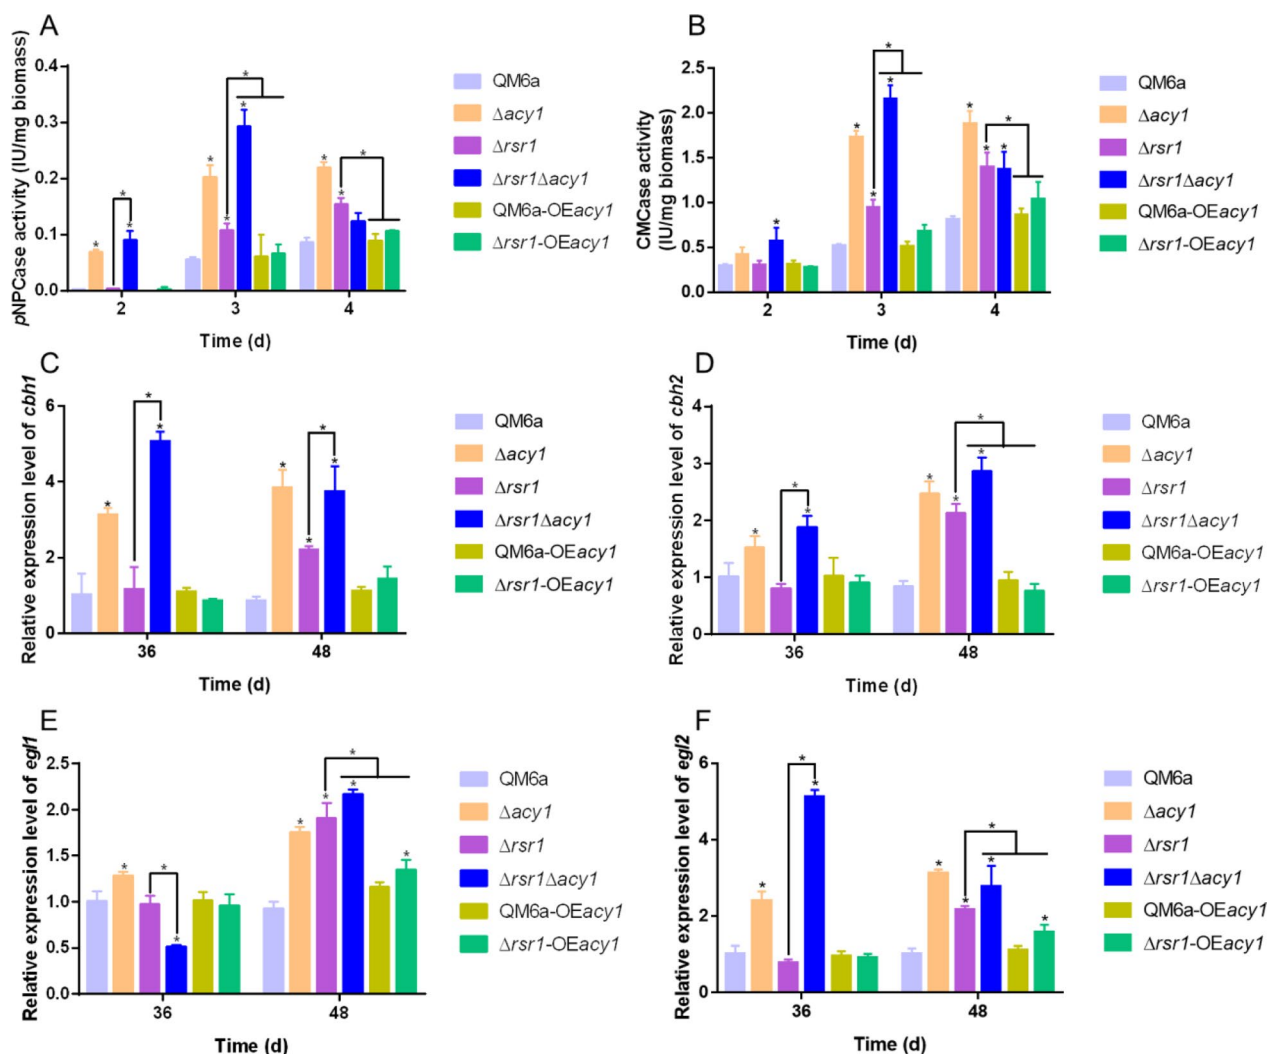 A
pNPCase activity (IU/mg biomass)
0.4
0.3
0.2
0.1
0.0
* * * * * * * * * *
2 3 4
Time (d)
QM6a
Δacy1
Δrsr1
Δrsr1Δacy1
QM6a-OEacy1
Δrsr1-OEacy1
B
CMCase activity
(IU/mg biomass)
2.5
2.0
1.5
1.0
0.5
0.0
* * * * * * * * *
2 3 4
Time (d)
QM6a
Δacy1
Δrsr1
Δrsr1Δacy1
QM6a-OEacy1
Δrsr1-OEacy1
C
Relative expression level of cbh1
6
4
2
0
* * * * * * *
36 48
Time (d)
QM6a
Δacy1
Δrsr1
Δrsr1Δacy1
QM6a-OEacy1
Δrsr1-OEacy1
D
Relative expression level of cbh2
4
3
2
1
0
* * * * * * *
36 48
Time (d)
QM6a
Δacy1
Δrsr1
Δrsr1Δacy1
QM6a-OEacy1
Δrsr1-OEacy1
E
Relative expression level of egl1
2.5
2.0
1.5
1.0
0.5
0.0
* * * * * * * *
36 48
Time (d)
QM6a
Δacy1
Δrsr1
Δrsr1Δacy1
QM6a-OEacy1
Δrsr1-OEacy1
F
Relative expression level of egl2
6
4
2
0
* * * * * * * *
36 48
Time (d)
QM6a
Δacy1
Δrsr1
Δrsr1Δacy1
QM6a-OEacy1
Δrsr1-OEacy1